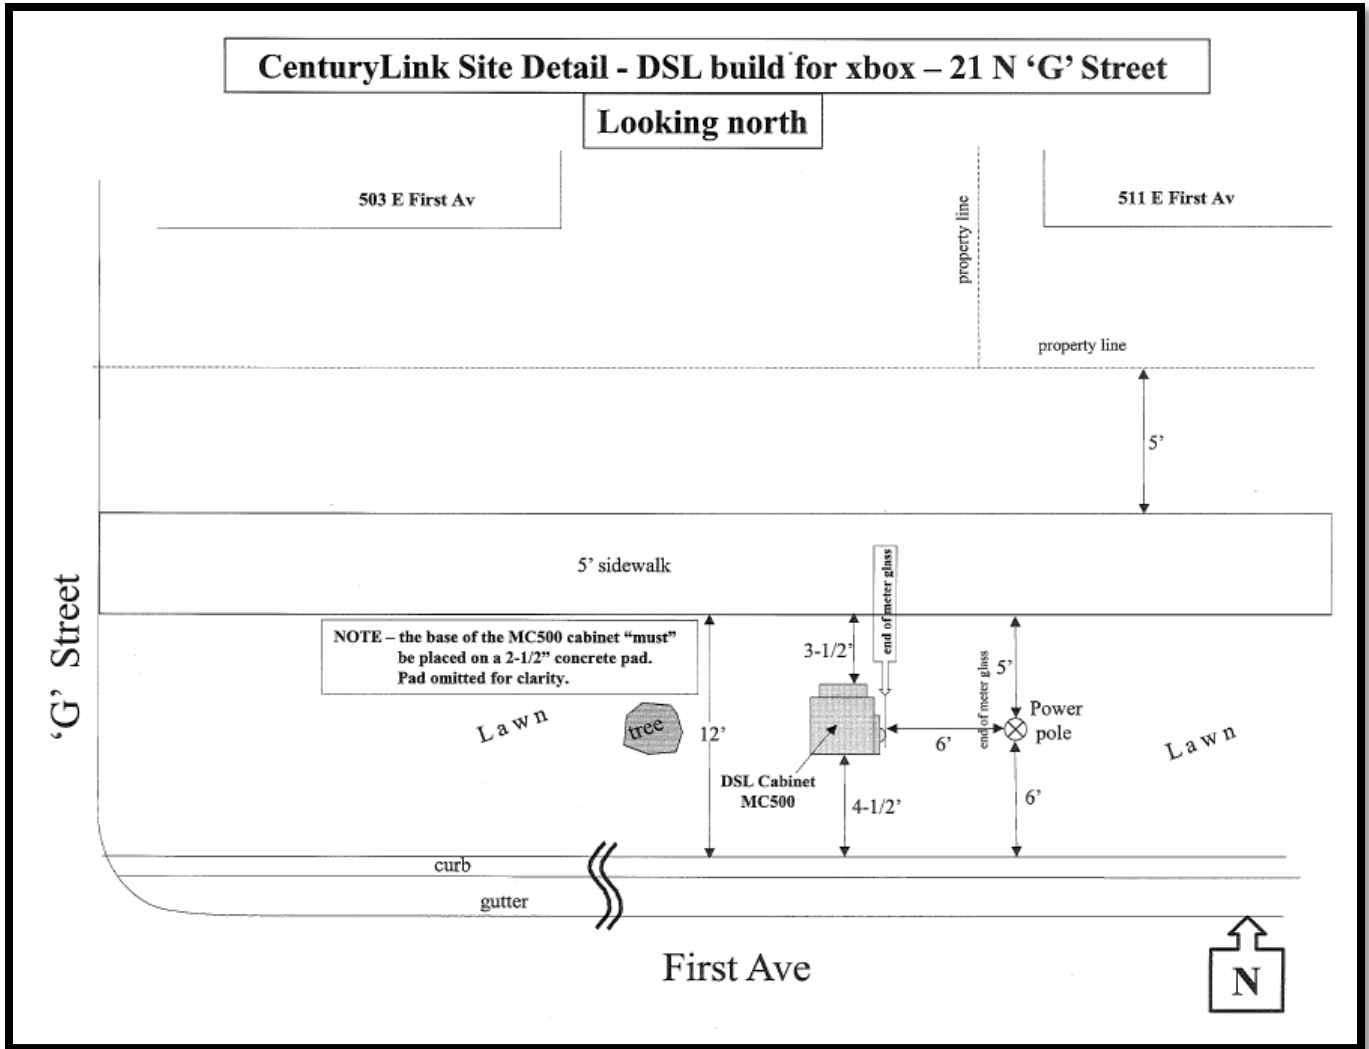 CenturyLink Site Detail - DSL build for xbox – 21 N ‘G’ Street
Looking north
503 E First Av
511 E First Av
property line
property line
5’
5’ sidewalk
end of meter glass
NOTE – the base of the MC500 cabinet “must”
be placed on a 2-1/2” concrete pad.
Pad omitted for clarity.
3-1/2’
end of meter glass
5’
‘G’ Street
Lawn
tree
12’
6’
Power
pole
Lawn
DSL Cabinet
MC500
4-1/2’
6’
curb
gutter
First Ave
N